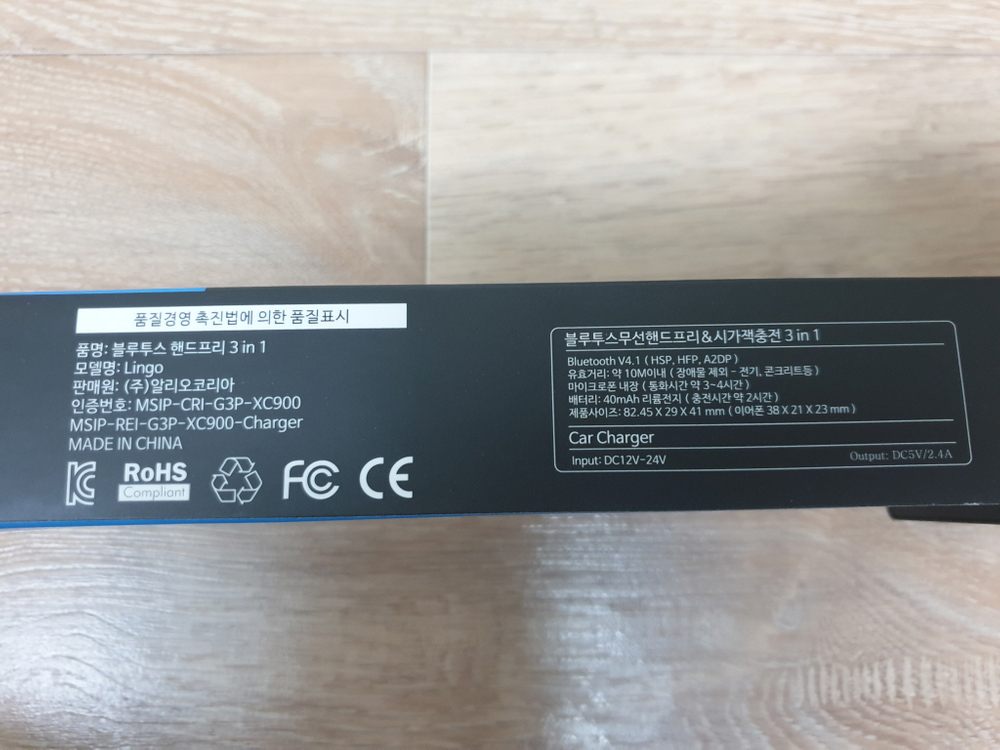 품질경영 촉진법에 의한 품질표시
품명: 블루투스 핸드프리 3 in 1
모델명: Lingo
판매원: (주)알리오코리아
인증번호: MSIP-CRI-G3P-XC900
MSIP-REI-G3P-XC900-Charger
MADE IN CHINA
RoHS
Compliant
FC
CE
블루투스무선핸드프리&시가잭충전 3 in 1
Bluetooth V4.1 ( HSP, HFP, A2DP )
유효거리: 약 10M이내 ( 장애물 제외 - 전기, 콘크리트등 )
마이크로폰 내장 ( 통화시간 약 3~4시간 )
배터리: 40mAh 리튬전지 ( 충전시간 약 2시간 )
제품사이즈: 82.45 X 29 X 41 mm ( 이어폰 38 X 21 X 23 mm )
Car Charger
Input: DC12V-24V
Output: DC5V/2.4A